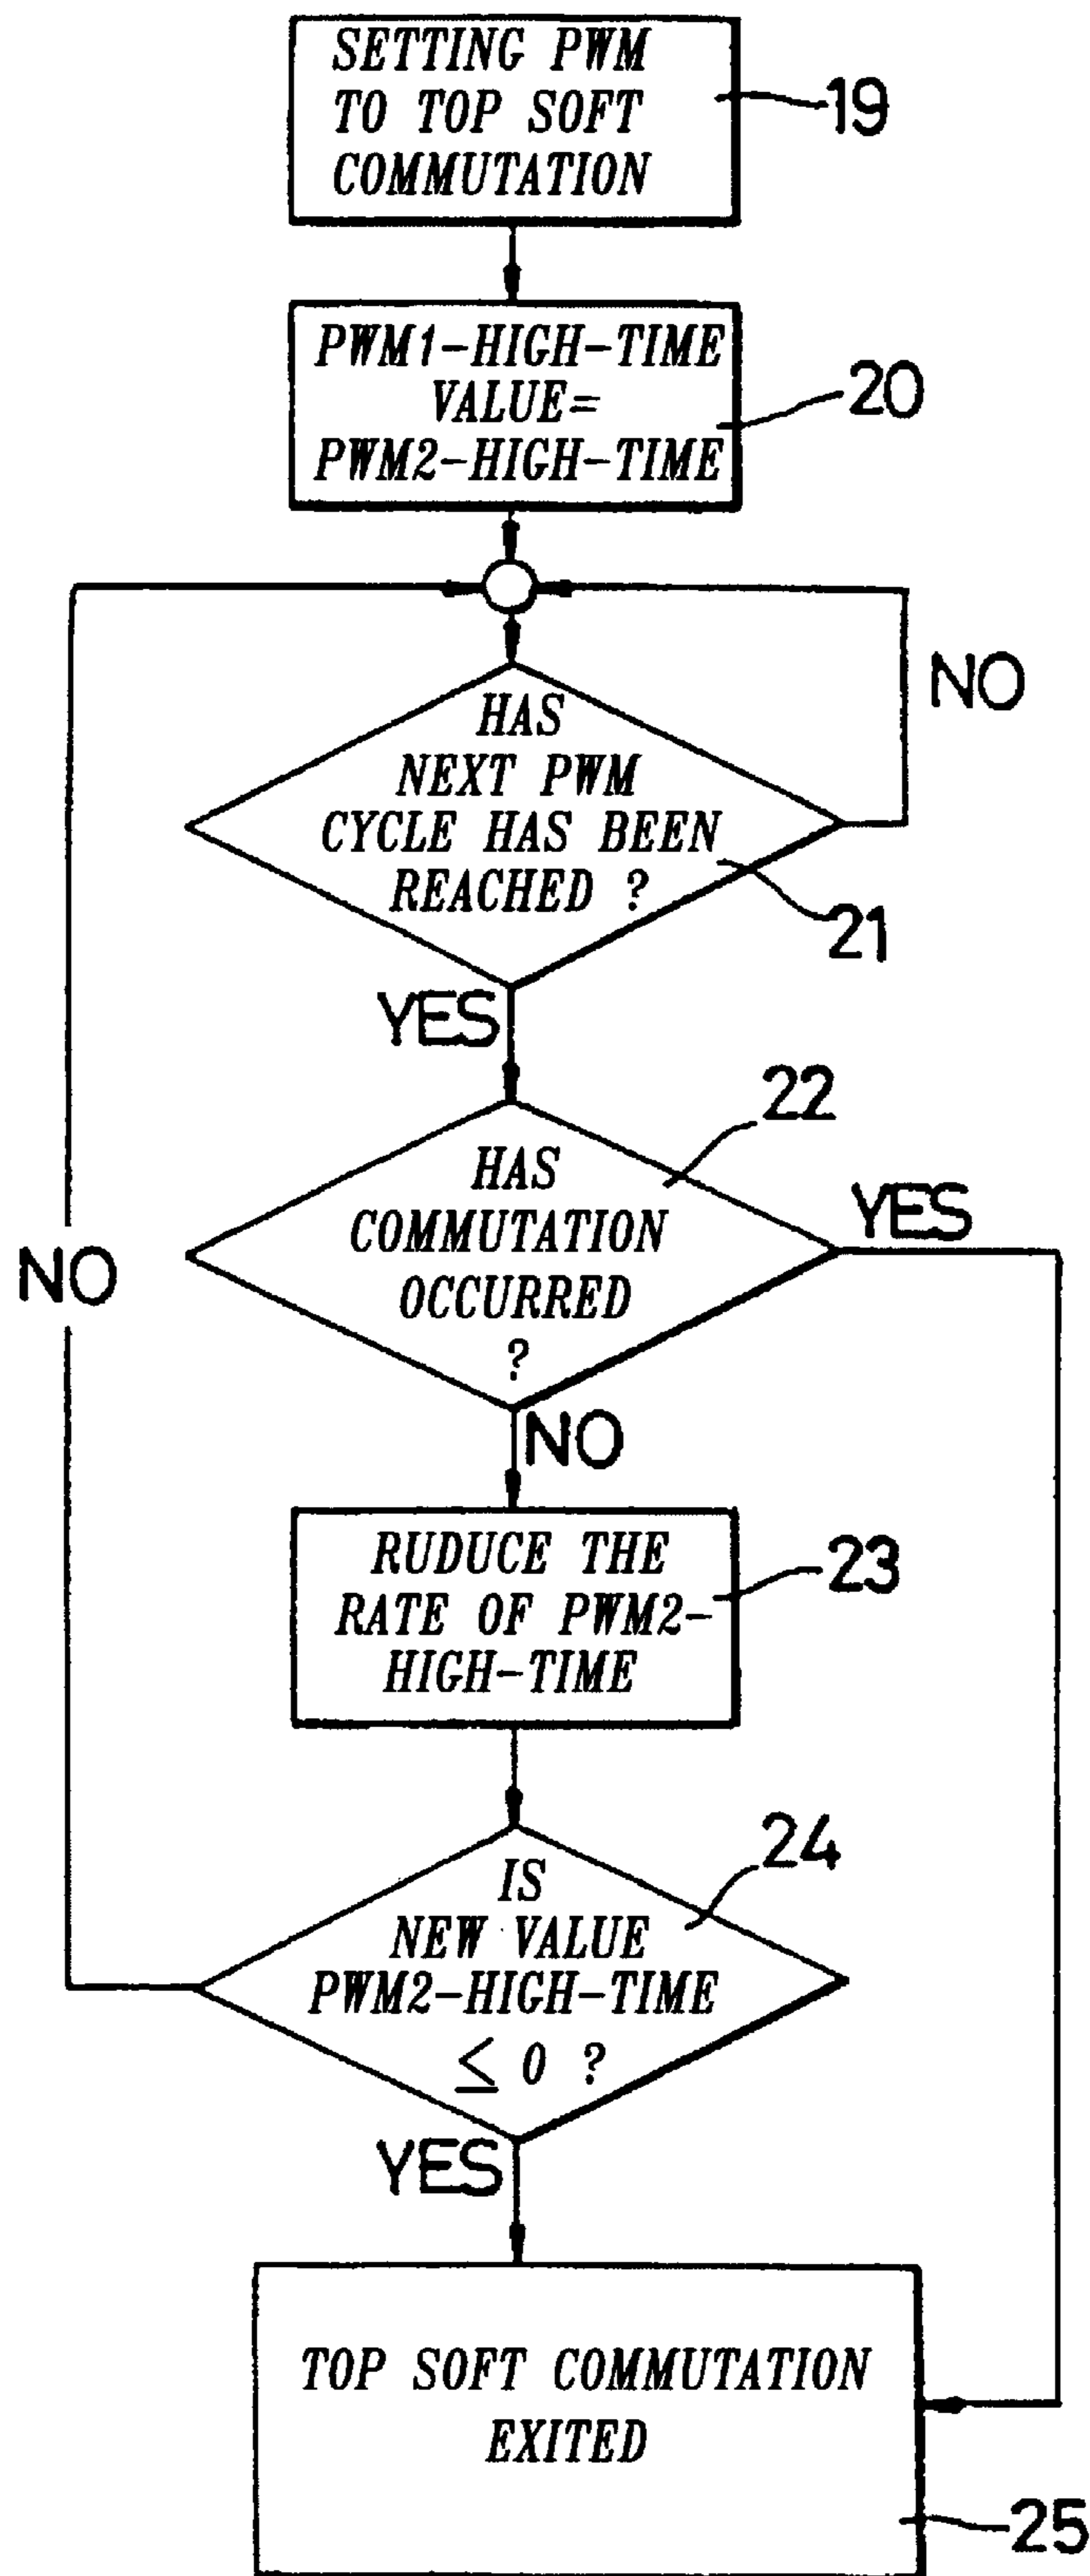 SETTING PWM
TO TOP SOFT
COMMUTATION
19
PWM1-HIGH-TIME
VALUE=
PWM2-HIGH-TIME
20
NO
HAS
NEXT PWM
CYCLE HAS BEEN
REACHED ?
21
YES
22
HAS
COMMUTATION
OCCURRED
?
YES
NO
NO
RUDUCE THE
RATE OF PWM2-
HIGH-TIME
23
24
IS
NEW VALUE
PWM2-HIGH-TIME
≤ 0 ?
YES
TOP SOFT COMMUTATION
EXITED
25